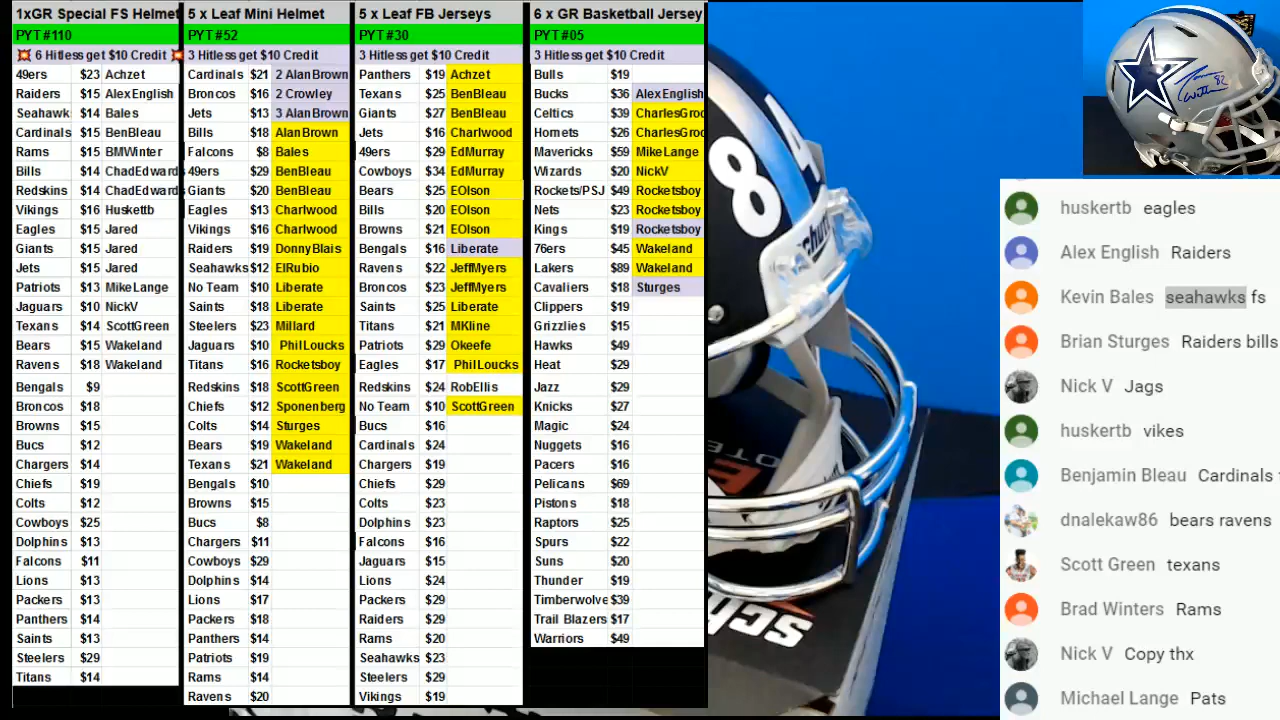 1xGR Special FS Helmet
PYT #110
💥 6 Hitless get $10 Credit 💥
49ers $23 Achzet
Raiders $15 AlexEnglish
Seahawk $14 Bales
Cardinals $15 BenBleau
Rams $15 BMWinter
Bills $14 ChadEdwards
Redskins $14 ChadEdwards
Vikings $16 Huskettb
Eagles $15 Jared
Giants $15 Jared
Jets $15 Jared
Patriots $13 MikeLange
Jaguars $10 NickV
Texans $14 ScottGreen
Bears $15 Wakeland
Ravens $18 Wakeland
Bengals $9
Broncos $18
Browns $15
Bucs $12
Chargers $14
Chiefs $19
Colts $12
Cowboys $25
Dolphins $13
Falcons $11
Lions $13
Packers $13
Panthers $14
Saints $13
Steelers $29
Titans $14
5 x Leaf Mini Helmet
PYT #52
3 Hitless get $10 Credit
Cardinals $21 2 AlanBrown
Broncos $16 2 Crowley
Jets $13 3 AlanBrown
Bills $18 AlanBrown
Falcons $8 Bales
49ers $29 BenBleau
Giants $20 BenBleau
Eagles $13 Charlwood
Vikings $16 Charlwood
Raiders $19 DonnyBlais
Seahawks $12 ElRubio
No Team $10 Liberate
Saints $18 Liberate
Steelers $23 Millard
Jaguars $10 PhilLoucks
Titans $16 Rocketsboy
Redskins $18 ScottGreen
Chiefs $12 Sponenberg
Colts $14 Sturges
Bears $19 Wakeland
Texans $21 Wakeland
Bengals $10
Browns $15
Bucs $8
Chargers $11
Cowboys $29
Dolphins $14
Lions $17
Packers $18
Panthers $14
Patriots $19
Rams $14
Ravens $20
5 x Leaf FB Jerseys
PYT #30
3 Hitless get $10 Credit
Panthers $19 Achzet
Texans $25 BenBleau
Giants $27 BenBleau
Jets $16 Charlwood
49ers $29 EdMurray
Cowboys $34 EdMurray
Bears $25 EOlson
Bills $20 EOlson
Browns $21 EOlson
Bengals $16 Liberate
Ravens $22 JeffMyers
Broncos $23 JeffMyers
Saints $25 Liberate
Titans $21 MKline
Patriots $29 Okeefe
Eagles $17 PhilLoucks
Redskins $24 RobEllis
No Team $10 ScottGreen
Bucs $16
Cardinals $24
Chargers $19
Chiefs $29
Colts $23
Dolphins $23
Falcons $16
Jaguars $15
Lions $24
Packers $29
Raiders $29
Rams $20
Seahawks $23
Steelers $29
Vikings $19
6 x GR Basketball Jersey
PYT #05
3 Hitless get $10 Credit
Bulls $19
Bucks $36 AlexEnglish
Celtics $39 CharlesGroo
Hornets $26 CharlesGroo
Mavericks $59 MikeLange
Wizards $20 NickV
Rockets/PSJ $49 Rocketsboy
Nets $23 Rocketsboy
Kings $19 Rocketsboy
76ers $45 Wakeland
Lakers $89 Wakeland
Cavaliers $18 Sturges
Clippers $19
Grizzlies $15
Hawks $49
Heat $29
Jazz $29
Knicks $27
Magic $24
Nuggets $16
Pacers $16
Pelicans $69
Pistons $18
Raptors $25
Spurs $22
Suns $20
Thunder $19
Timberwolve $39
Trail Blazers $17
Warriors $49
84
schutt
sch
82
huskertb eagles
Alex English Raiders
Kevin Bales seahawks fs
Brian Sturges Raiders bills
Nick V Jags
huskertb vikes
Benjamin Bleau Cardinals f
dnalekaw86 bears ravens
Scott Green texans
Brad Winters Rams
Nick V Copy thx
Michael Lange Pats